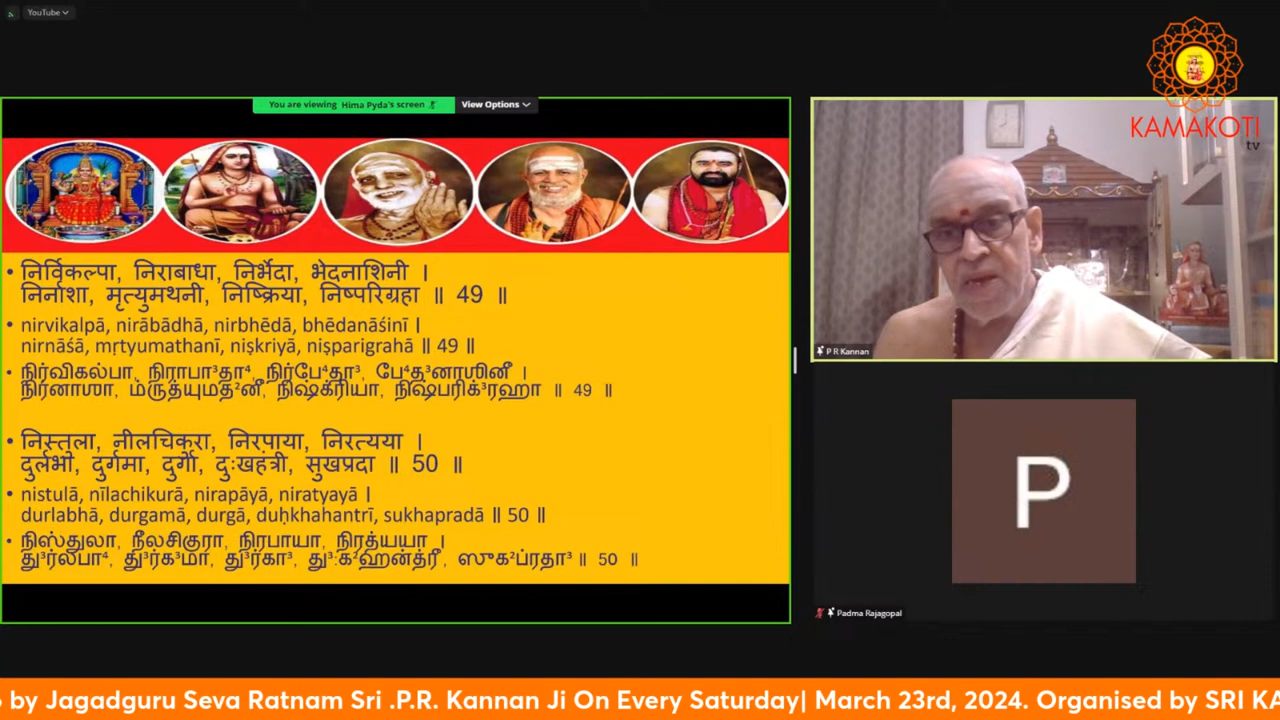 YouTube
You are viewing Hima Pyda's screen
View Options
KAMAKOTI
tv
• निर्विकल्पा, निराबाधा, निर्भेदा, भेदनाशिनी ।
निर्नाशा, मृत्युमथनी, निष्क्रिया, निष्परिग्रहा ॥ 49 ॥
• nirvikalpā, nirābādhā, nirbhēdā, bhēdanāśinī |
nirnāśā, mṛtyumathanī, niṣkriyā, niṣparigrahā ‖ 49 ‖
• நிர்விகல்பா, நிராபா³தா⁴, நிர்பே⁴தா³, பே⁴த³னாஶினீ ।
நிர்னாஶா, ம்ருத்யுமத²னீ, நிஷ்க்ரியா, நிஷ்பரிக்³ரஹா ॥ 49 ॥
• निस्तुला, नीलचिकुरा, निरपाया, निरत्यया ।
दुर्लभा, दुर्गमा, दुर्गा, दुःखहंत्री, सुखप्रदा ॥ 50 ॥
• nistulā, nīlachikurā, nirapāyā, niratyayā |
durlabhā, durgamā, durgā, duḥkhahantrī, sukhapradā ‖ 50 ‖
• நிஸ்துலா, நீலசிகுரா, நிரபாயா, நிரத்யயா ।
து³ர்லபா⁴, து³ர்க³மா, து³ர்கா³, து³:க²ஹன்த்ரீ, ஸுக²ப்ரதா³ ॥ 50 ॥
P R Kannan
P
Padma Rajagopal
by Jagadguru Seva Ratnam Sri .P.R. Kannan Ji On Every Saturday| March 23rd, 2024. Organised by SRI KA